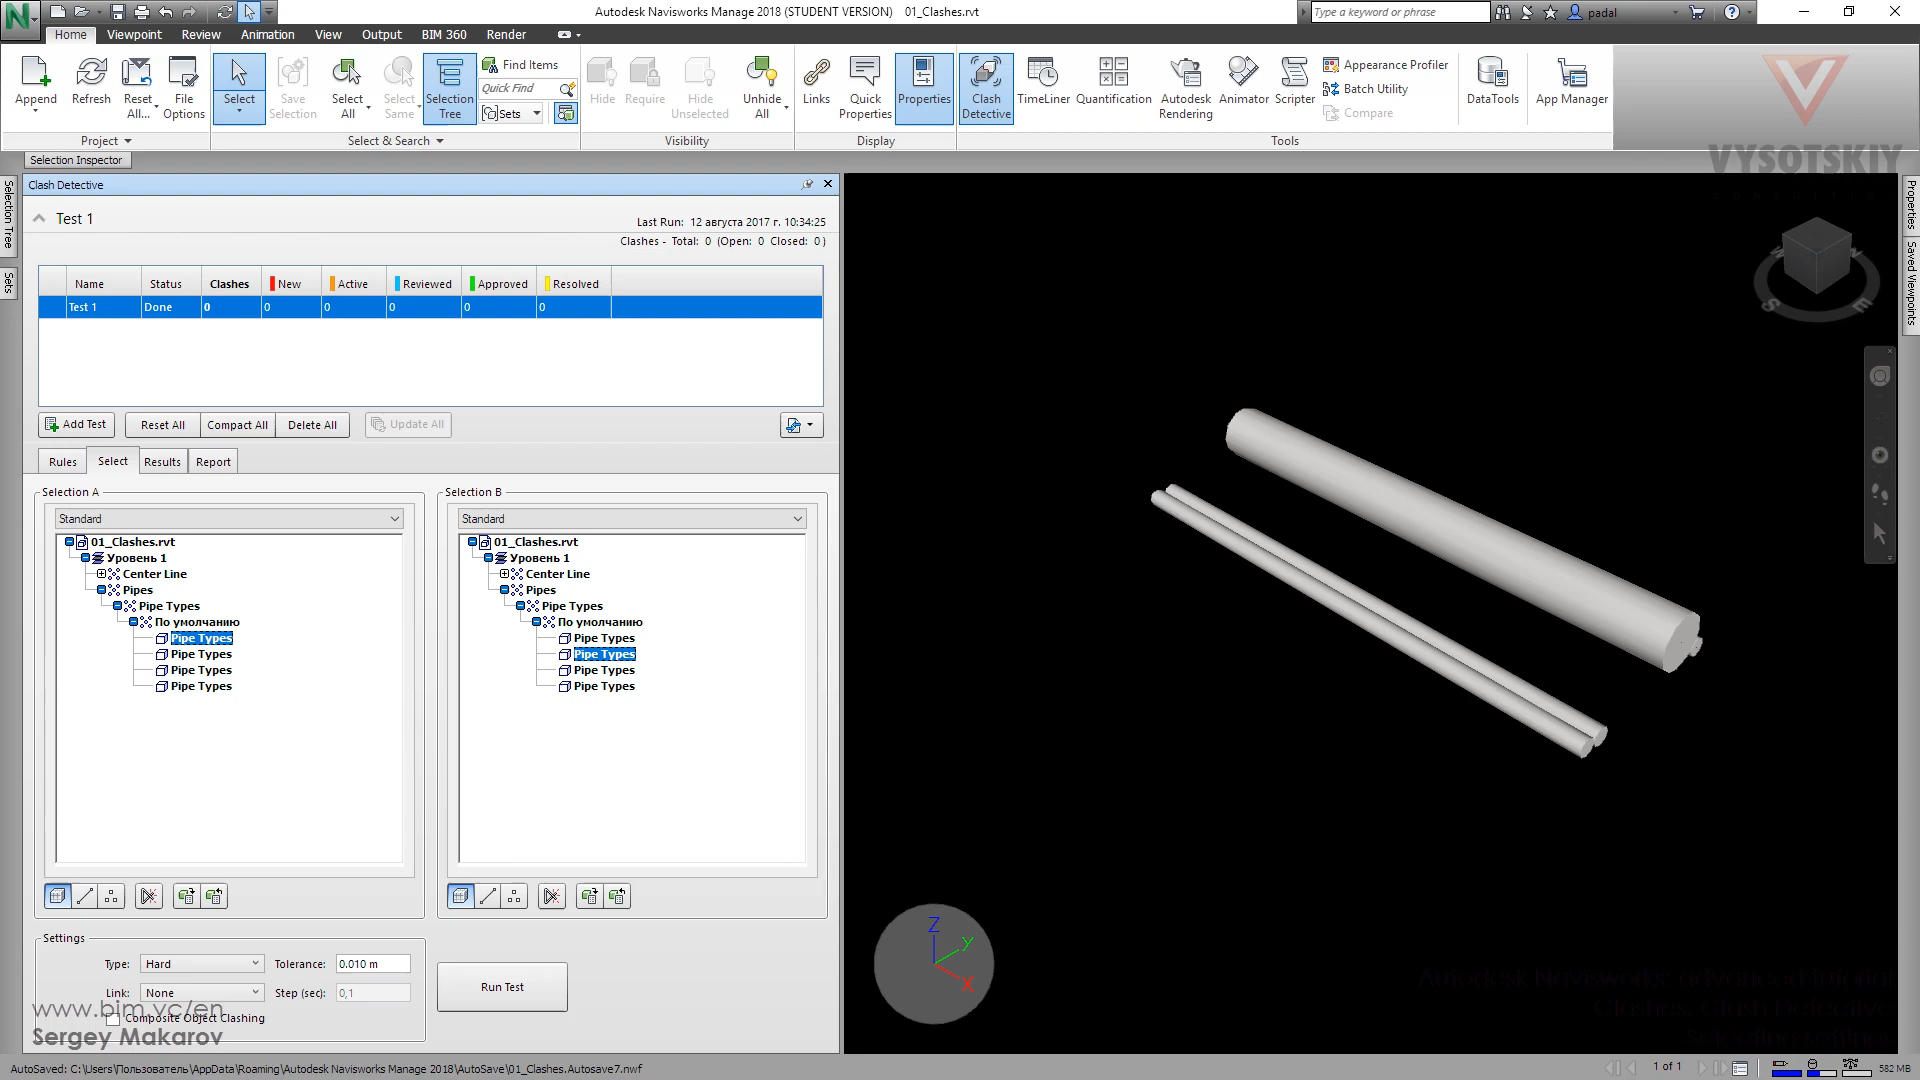 Autodesk Navisworks Manage 2018 (STUDENT VERSION) 01_Clashes.rvt
Type a keyword or phrase
padal
Home Viewpoint Review Animation View Output BIM 360 Render
Append
Refresh
Reset All...
File Options
Select
Save Selection
Select All
Select Same
Selection Tree
Find Items
Quick Find
Sets
Hide
Require
Hide Unselected
Unhide All
Links
Quick Properties
Properties
Clash Detective
TimeLiner
Quantification
Autodesk Rendering
Animator
Scripter
Appearance Profiler
Batch Utility
Compare
DataTools
App Manager
Project
Select & Search
Visibility
Display
Tools
VYSOTSKIY
Selection Inspector
Selection Tree
Sets
Properties
Saved Viewpoints
Clash Detective
Test 1
Last Run: 12 августа 2017 г. 10:34:25
Clashes - Total: 0 (Open: 0 Closed: 0 )
Name Status Clashes New Active Reviewed Approved Resolved
Test 1 Done 0 0 0 0 0 0
Add Test Reset All Compact All Delete All Update All
Rules Select Results Report
Selection A
Standard
01_Clashes.rvt
Уровень 1
Center Line
Pipes
Pipe Types
По умолчанию
Pipe Types
Pipe Types
Pipe Types
Pipe Types
Selection B
Standard
01_Clashes.rvt
Уровень 1
Center Line
Pipes
Pipe Types
По умолчанию
Pipe Types
Pipe Types
Pipe Types
Pipe Types
Settings
Type: Hard Tolerance: 0.010 m
Link: None Step (sec): 0,1
Composite Object Clashing
Run Test
www.bim.vc/en
Sergey Makarov
Z
Y
X
N
S
E
Autodesk Navisworks: advanced tutorial
Clashes. Clash Detective.
AutoSaved: C:\Users\Пользователь\AppData\Roaming\Autodesk Navisworks Manage 2018\AutoSave\01_Clashes.Autosave7.nwf
1 of 1
582 MB